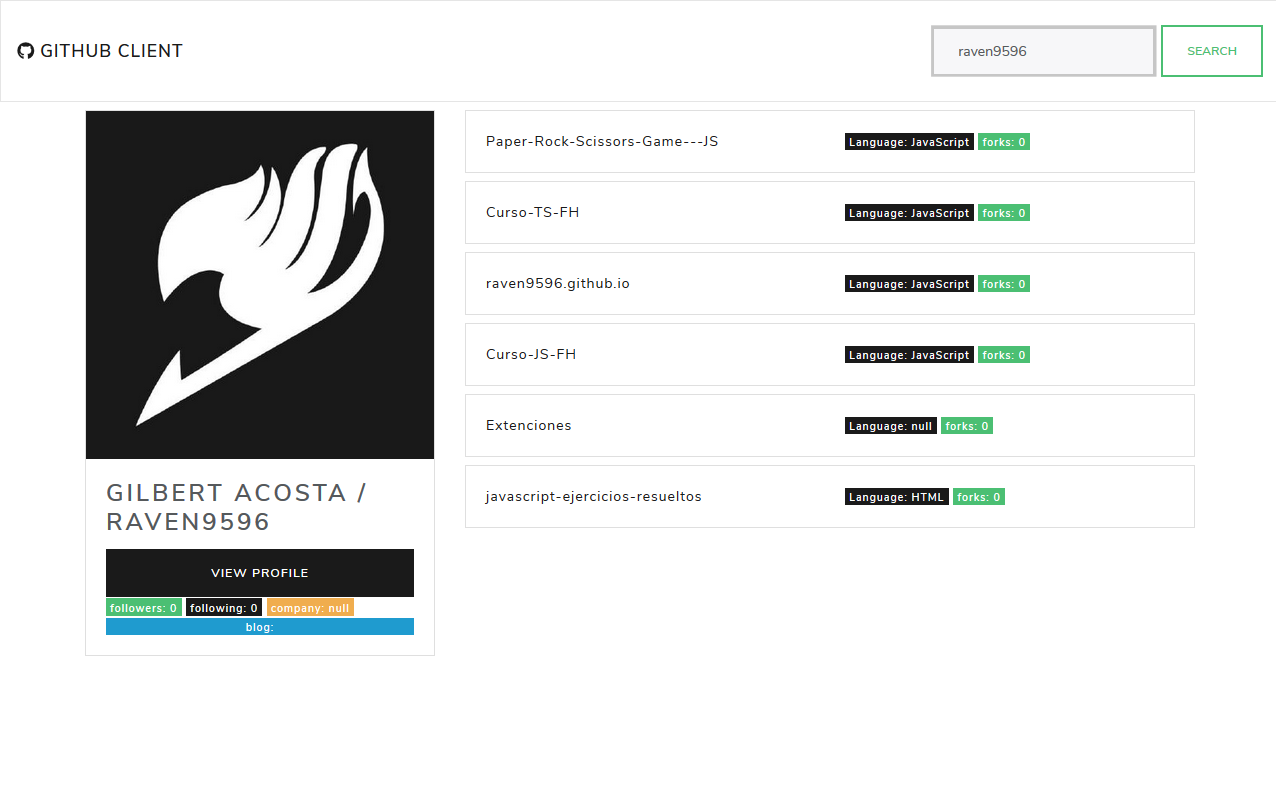 GITHUB CLIENT
raven9596
SEARCH
GILBERT ACOSTA /
RAVEN9596
VIEW PROFILE
followers: 0 following: 0 company: null
blog:
Paper-Rock-Scissors-Game---JS Language: JavaScript forks: 0
Curso-TS-FH Language: JavaScript forks: 0
raven9596.github.io Language: JavaScript forks: 0
Curso-JS-FH Language: JavaScript forks: 0
Extenciones Language: null forks: 0
javascript-ejercicios-resueltos Language: HTML forks: 0